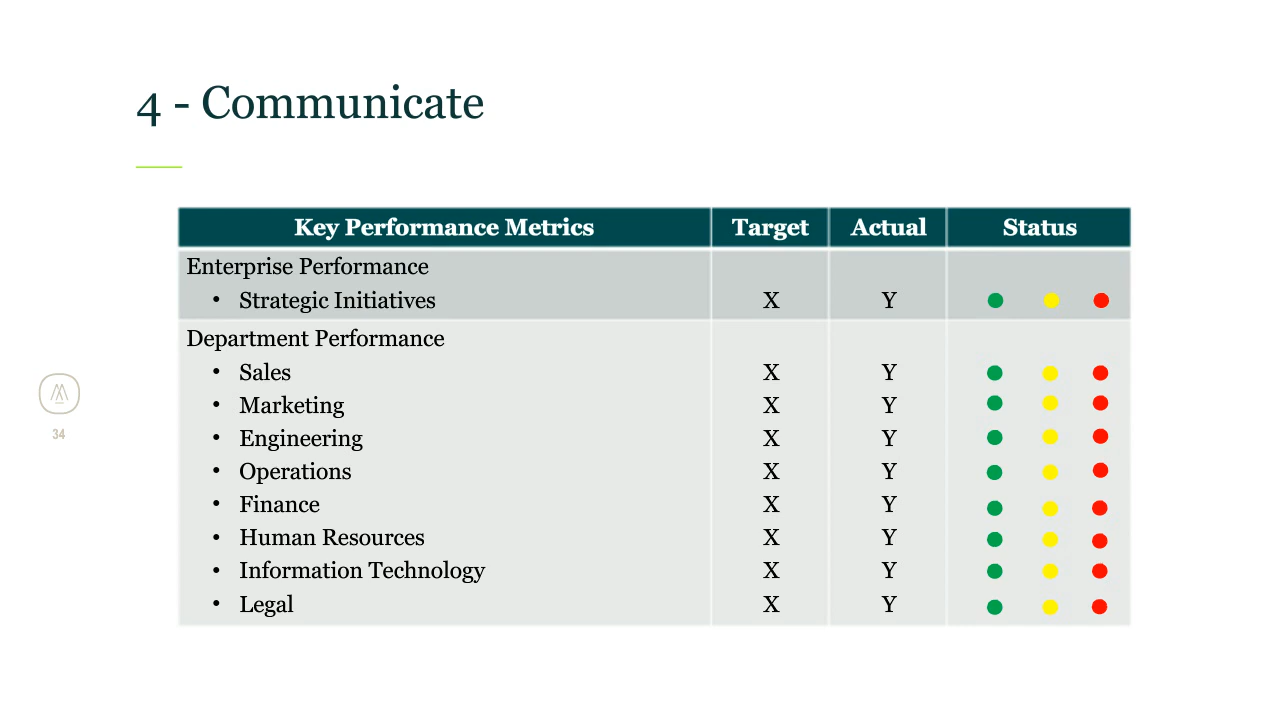 4 - Communicate
Key Performance Metrics Target Actual Status
Enterprise Performance
• Strategic Initiatives X Y
Department Performance
• Sales X Y
• Marketing X Y
• Engineering X Y
• Operations X Y
• Finance X Y
• Human Resources X Y
• Information Technology X Y
• Legal X Y
34